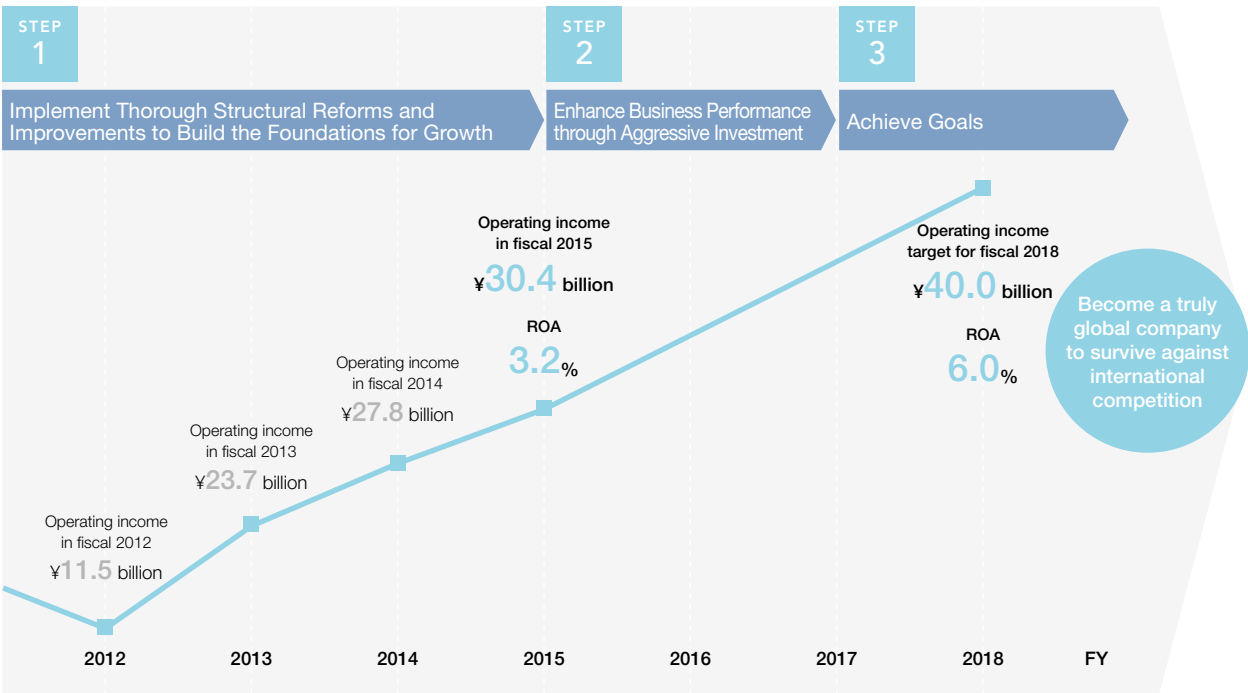 STEP
1
STEP
2
STEP
3
Implement Thorough Structural Reforms and
Improvements to Build the Foundations for Growth
Enhance Business Performance
through Aggressive Investment
Achieve Goals
Operating income
in fiscal 2012
¥11.5 billion
Operating income
in fiscal 2013
¥23.7 billion
Operating income
in fiscal 2014
¥27.8 billion
Operating income
in fiscal 2015
¥30.4 billion
ROA
3.2%
Operating income
target for fiscal 2018
¥40.0 billion
ROA
6.0%
Become a truly
global company
to survive against
international
competition
2012
2013
2014
2015
2016
2017
2018
FY